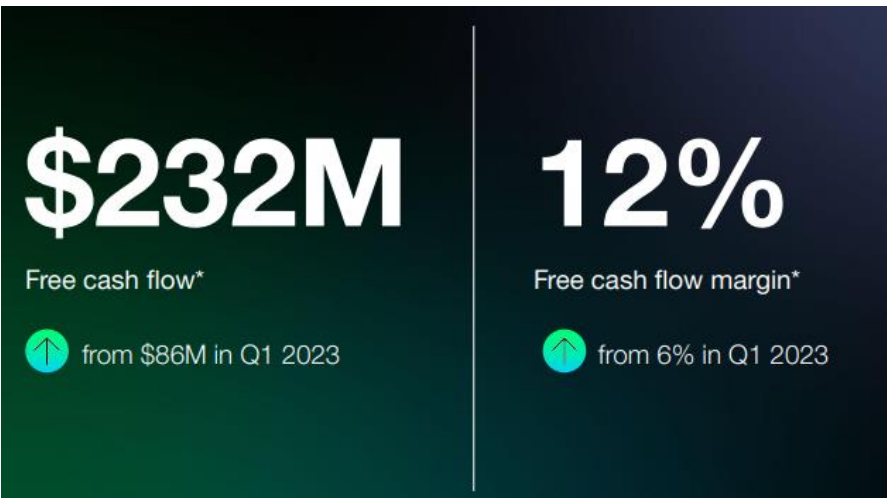 $232M
Free cash flow*
from $86M in Q1 2023
12%
Free cash flow margin*
from 6% in Q1 2023